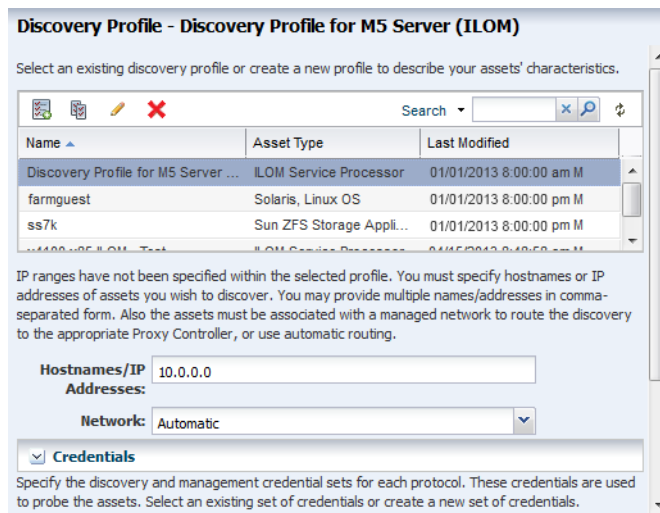 Discovery Profile - Discovery Profile for M5 Server (ILOM)
Select an existing discovery profile or create a new profile to describe your assets' characteristics.
Search
Name Asset Type Last Modified
Discovery Profile for M5 Server ... ILOM Service Processor 01/01/2013 8:00:00 am M
farmguest Solaris, Linux OS 01/01/2013 8:00:00 pm M
ss7k Sun ZFS Storage Appli... 01/01/2013 8:00:00 pm M
ILOM Service Processor
IP ranges have not been specified within the selected profile. You must specify hostnames or IP
addresses of assets you wish to discover. You may provide multiple names/addresses in comma-
separated form. Also the assets must be associated with a managed network to route the discovery
to the appropriate Proxy Controller, or use automatic routing.
Hostnames/IP
Addresses: 10.0.0.0
Network: Automatic
Credentials
Specify the discovery and management credential sets for each protocol. These credentials are used
to probe the assets. Select an existing set of credentials or create a new set of credentials.